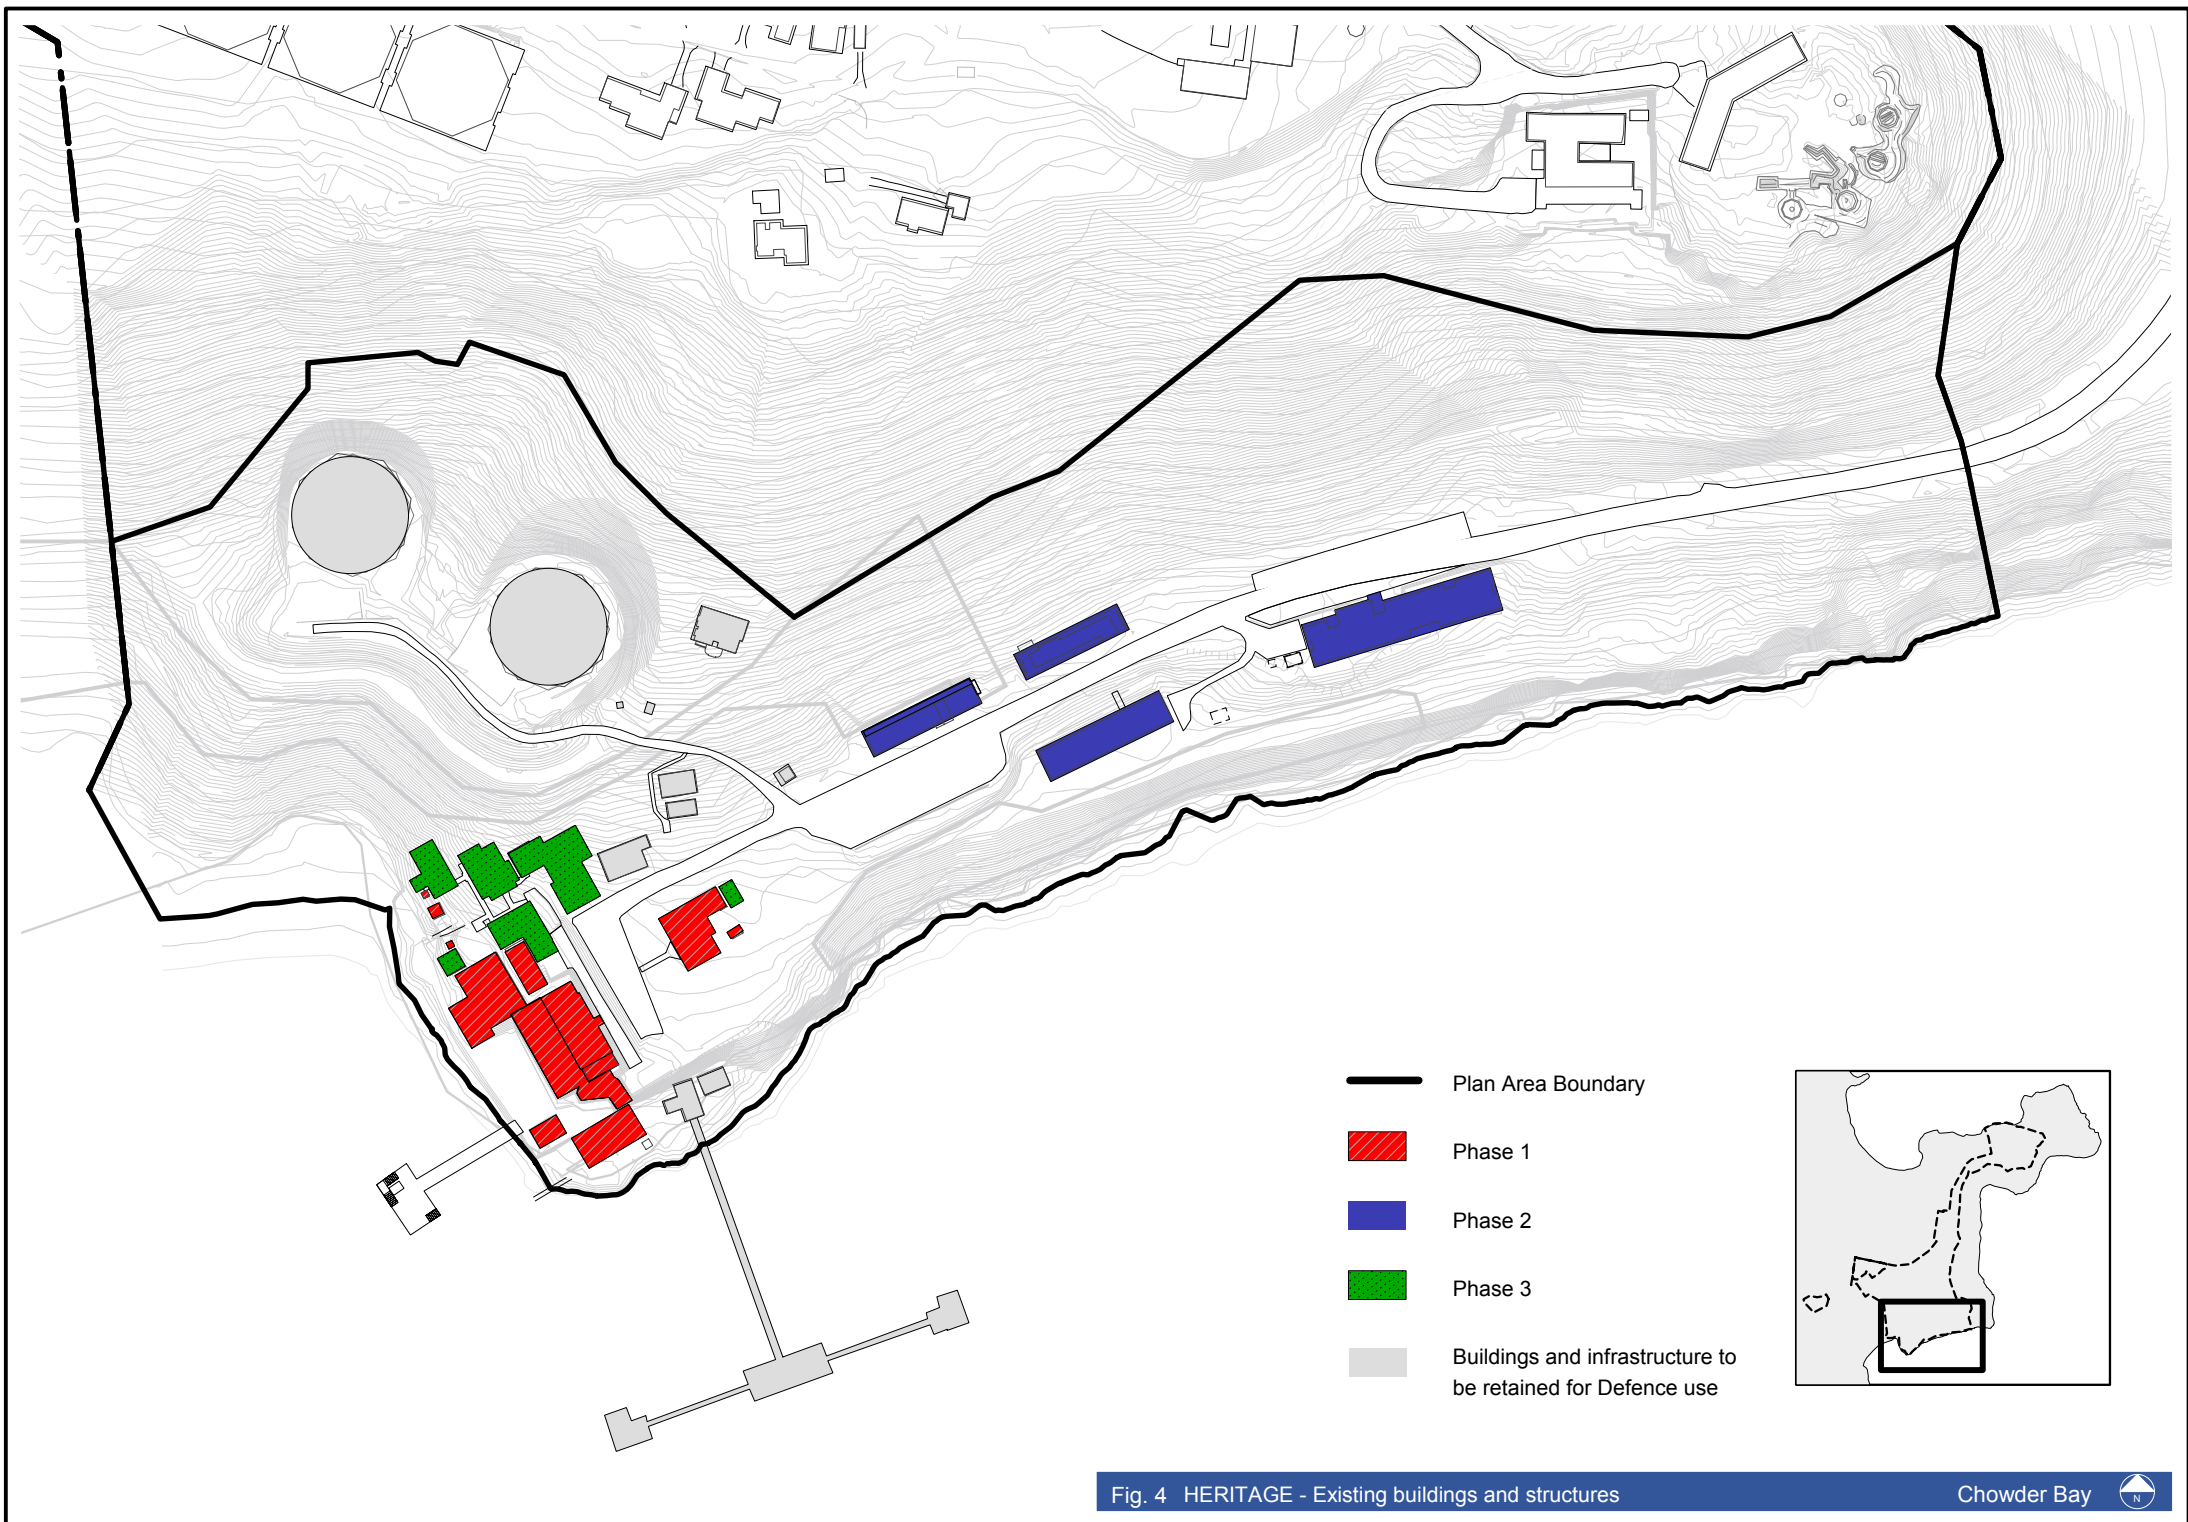 Plan Area Boundary
Phase 1
Phase 2
Phase 3
Buildings and infrastructure to
be retained for Defence use
Fig. 4 HERITAGE - Existing buildings and structures
Chowder Bay
N